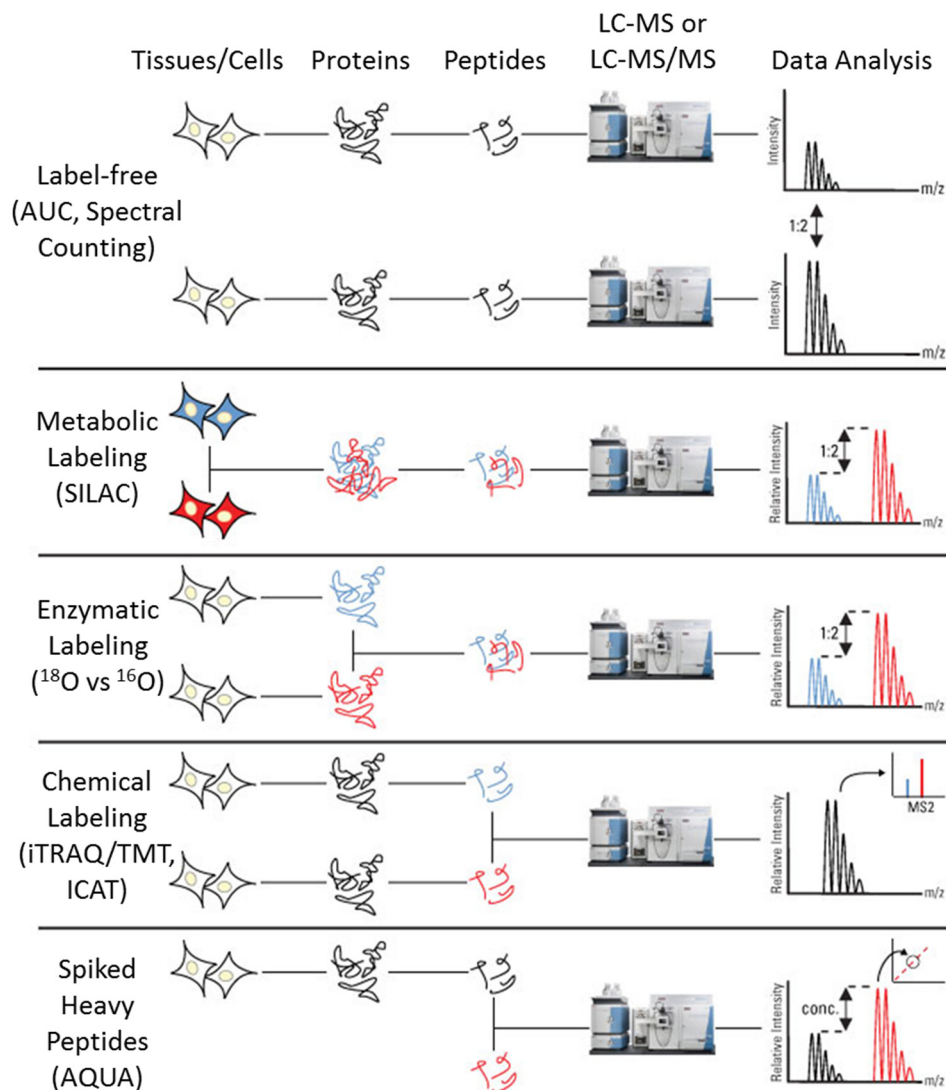 Tissues/Cells
Proteins
Peptides
LC-MS or
LC-MS/MS
Data Analysis
Label-free
(AUC, Spectral
Counting)
Intensity
m/z
1:2
Intensity
m/z
Metabolic
Labeling
(SILAC)
Relative Intensity
1:2
m/z
Enzymatic
Labeling
(¹⁸O vs ¹⁶O)
Relative Intensity
1:2
m/z
Chemical
Labeling
(iTRAQ/TMT,
ICAT)
Relative Intensity
MS2
m/z
Spiked
Heavy
Peptides
(AQUA)
Relative Intensity
conc.
m/z